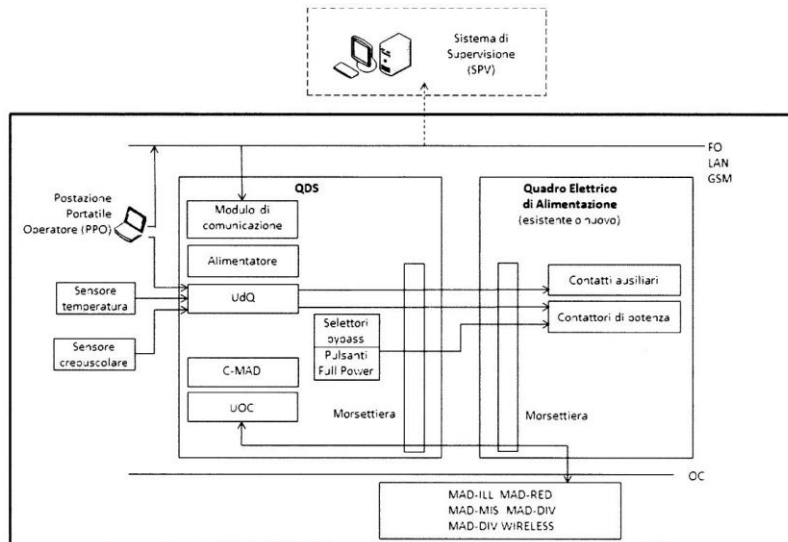 Sistema di
Supervisione
(SPV)
FO
LAN
GSM
QDS
Quadro Elettrico
di Alimentazione
(esistente o nuovo)
Postazione
Portatile
Operatore (PPO)
Modulo di
comunicazione
Alimentatore
Contatti ausiliari
Sensore
temperatura
UdQ
Contattori di potenza
Selettori
bypass
Pulsanti
Full Power
Sensore
crepuscolare
C-MAD
UOC
Morsettiera
Morsettiera
OC
MAD-ILL MAD-RED
MAD-MIS MAD-DIV
MAD-DIV WIRELESS